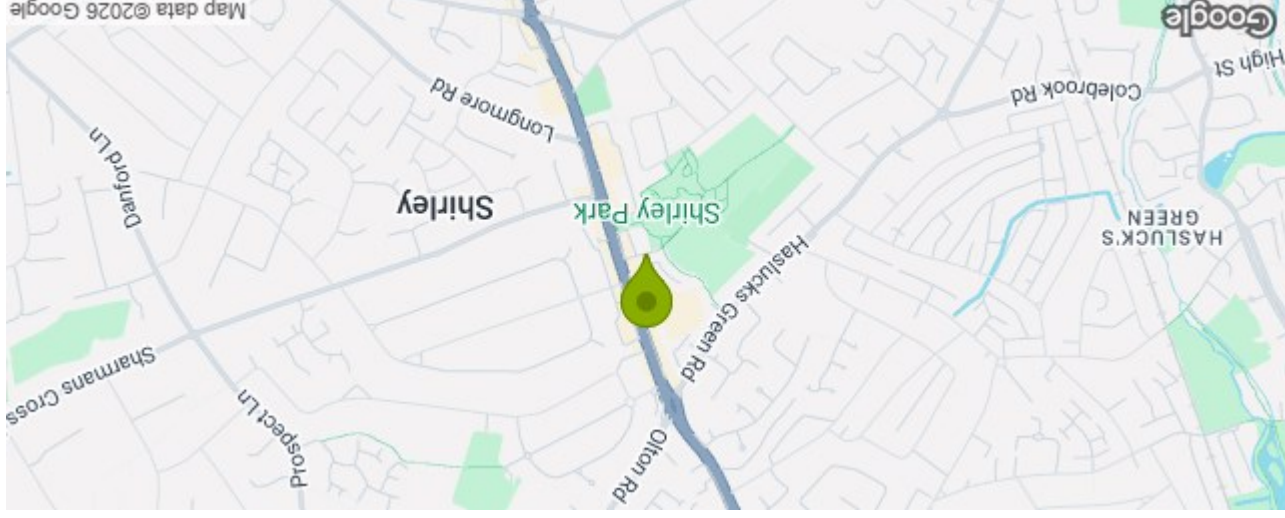 Olton Rd
Prospect Ln
Sharmans Cross
Haslucks Green Rd
HASLUCK'S
GREEN
Shirley Park
Shirley
Danford Ln
Longmore Rd
Colebrook Rd
High St
Google
Map data ©2026 Google